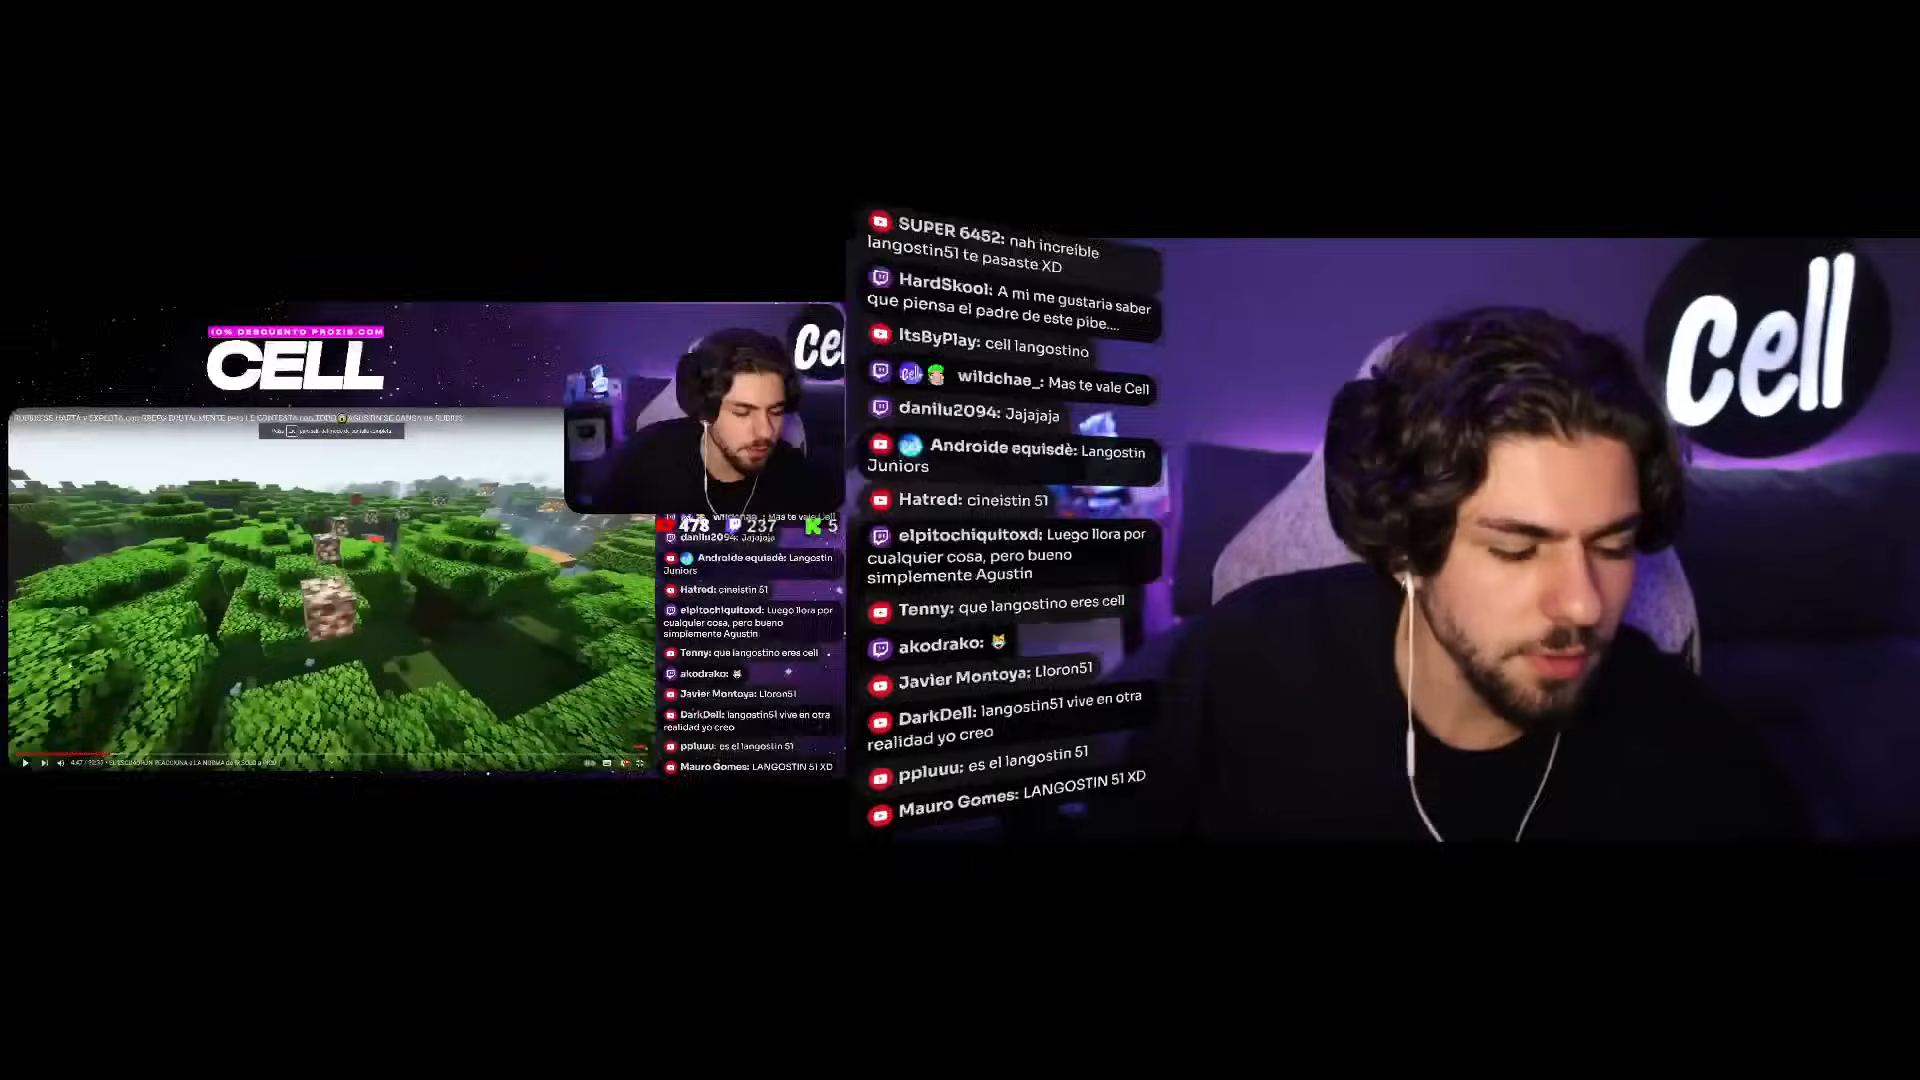 10% DESCUENTO PROZIS.COM
CELL
Cel
478 237 5
danilu2094: Jajajaja
Androide equisdè: Langostin
Juniors
Hatred: cineistin 51
elpitochiquitoxd: Luego llora por
cualquier cosa, pero bueno
simplemente Agustin
Tenny: que langostino eres cell
akodrako: 😺
Javier Montoya: Lloron51
DarkDell: langostin51 vive en otra
realidad yo creo
ppluuu: es el langostin 51
Mauro Gomes: LANGOSTIN 51 XD
SUPER 6452: nah increíble
langostin51 te pasaste XD
HardSkool: A mi me gustaria saber
que piensa el padre de este pibe....
ItsByPlay: cell langostino
wildchae_: Mas te vale Cell
danilu2094: Jajajaja
Androide equisdè: Langostin
Juniors
Hatred: cineistin 51
elpitochiquitoxd: Luego llora por
cualquier cosa, pero bueno
simplemente Agustin
Tenny: que langostino eres cell
akodrako: 😺
Javier Montoya: Lloron51
DarkDell: langostin51 vive en otra
realidad yo creo
ppluuu: es el langostin 51
Mauro Gomes: LANGOSTIN 51 XD
Cell